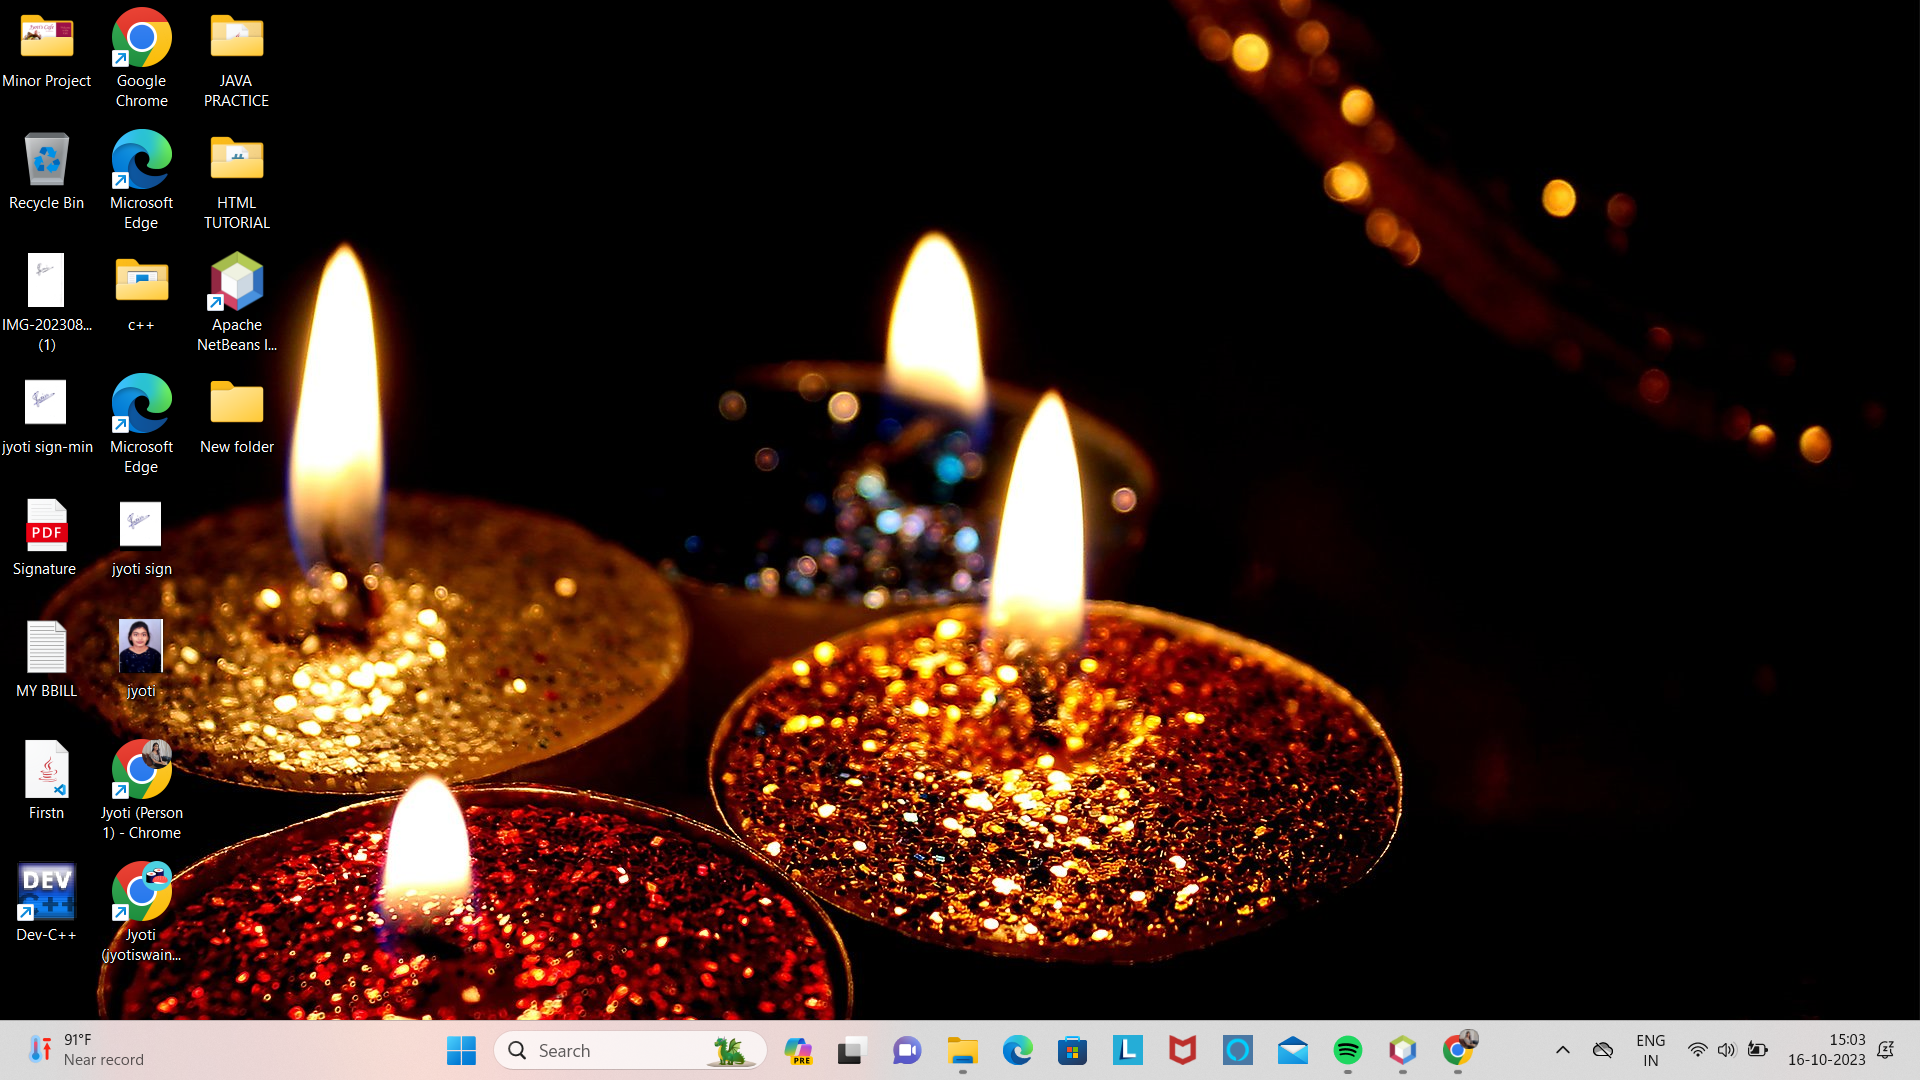 Minor Project
Google
Chrome
JAVA
PRACTICE
Recycle Bin
Microsoft
Edge
HTML
TUTORIAL
IMG-202308...
(1)
c++
Apache
NetBeans I...
jyoti sign-min
Microsoft
Edge
New folder
PDF
Signature
jyoti sign
MY BBILL
jyoti
Firstn
Jyoti (Person
1) - Chrome
DEV
C++
Dev-C++
Jyoti
(jyotiswain...
91°F
Near record
Search
PRE
L
ENG
IN
15:03
16-10-2023